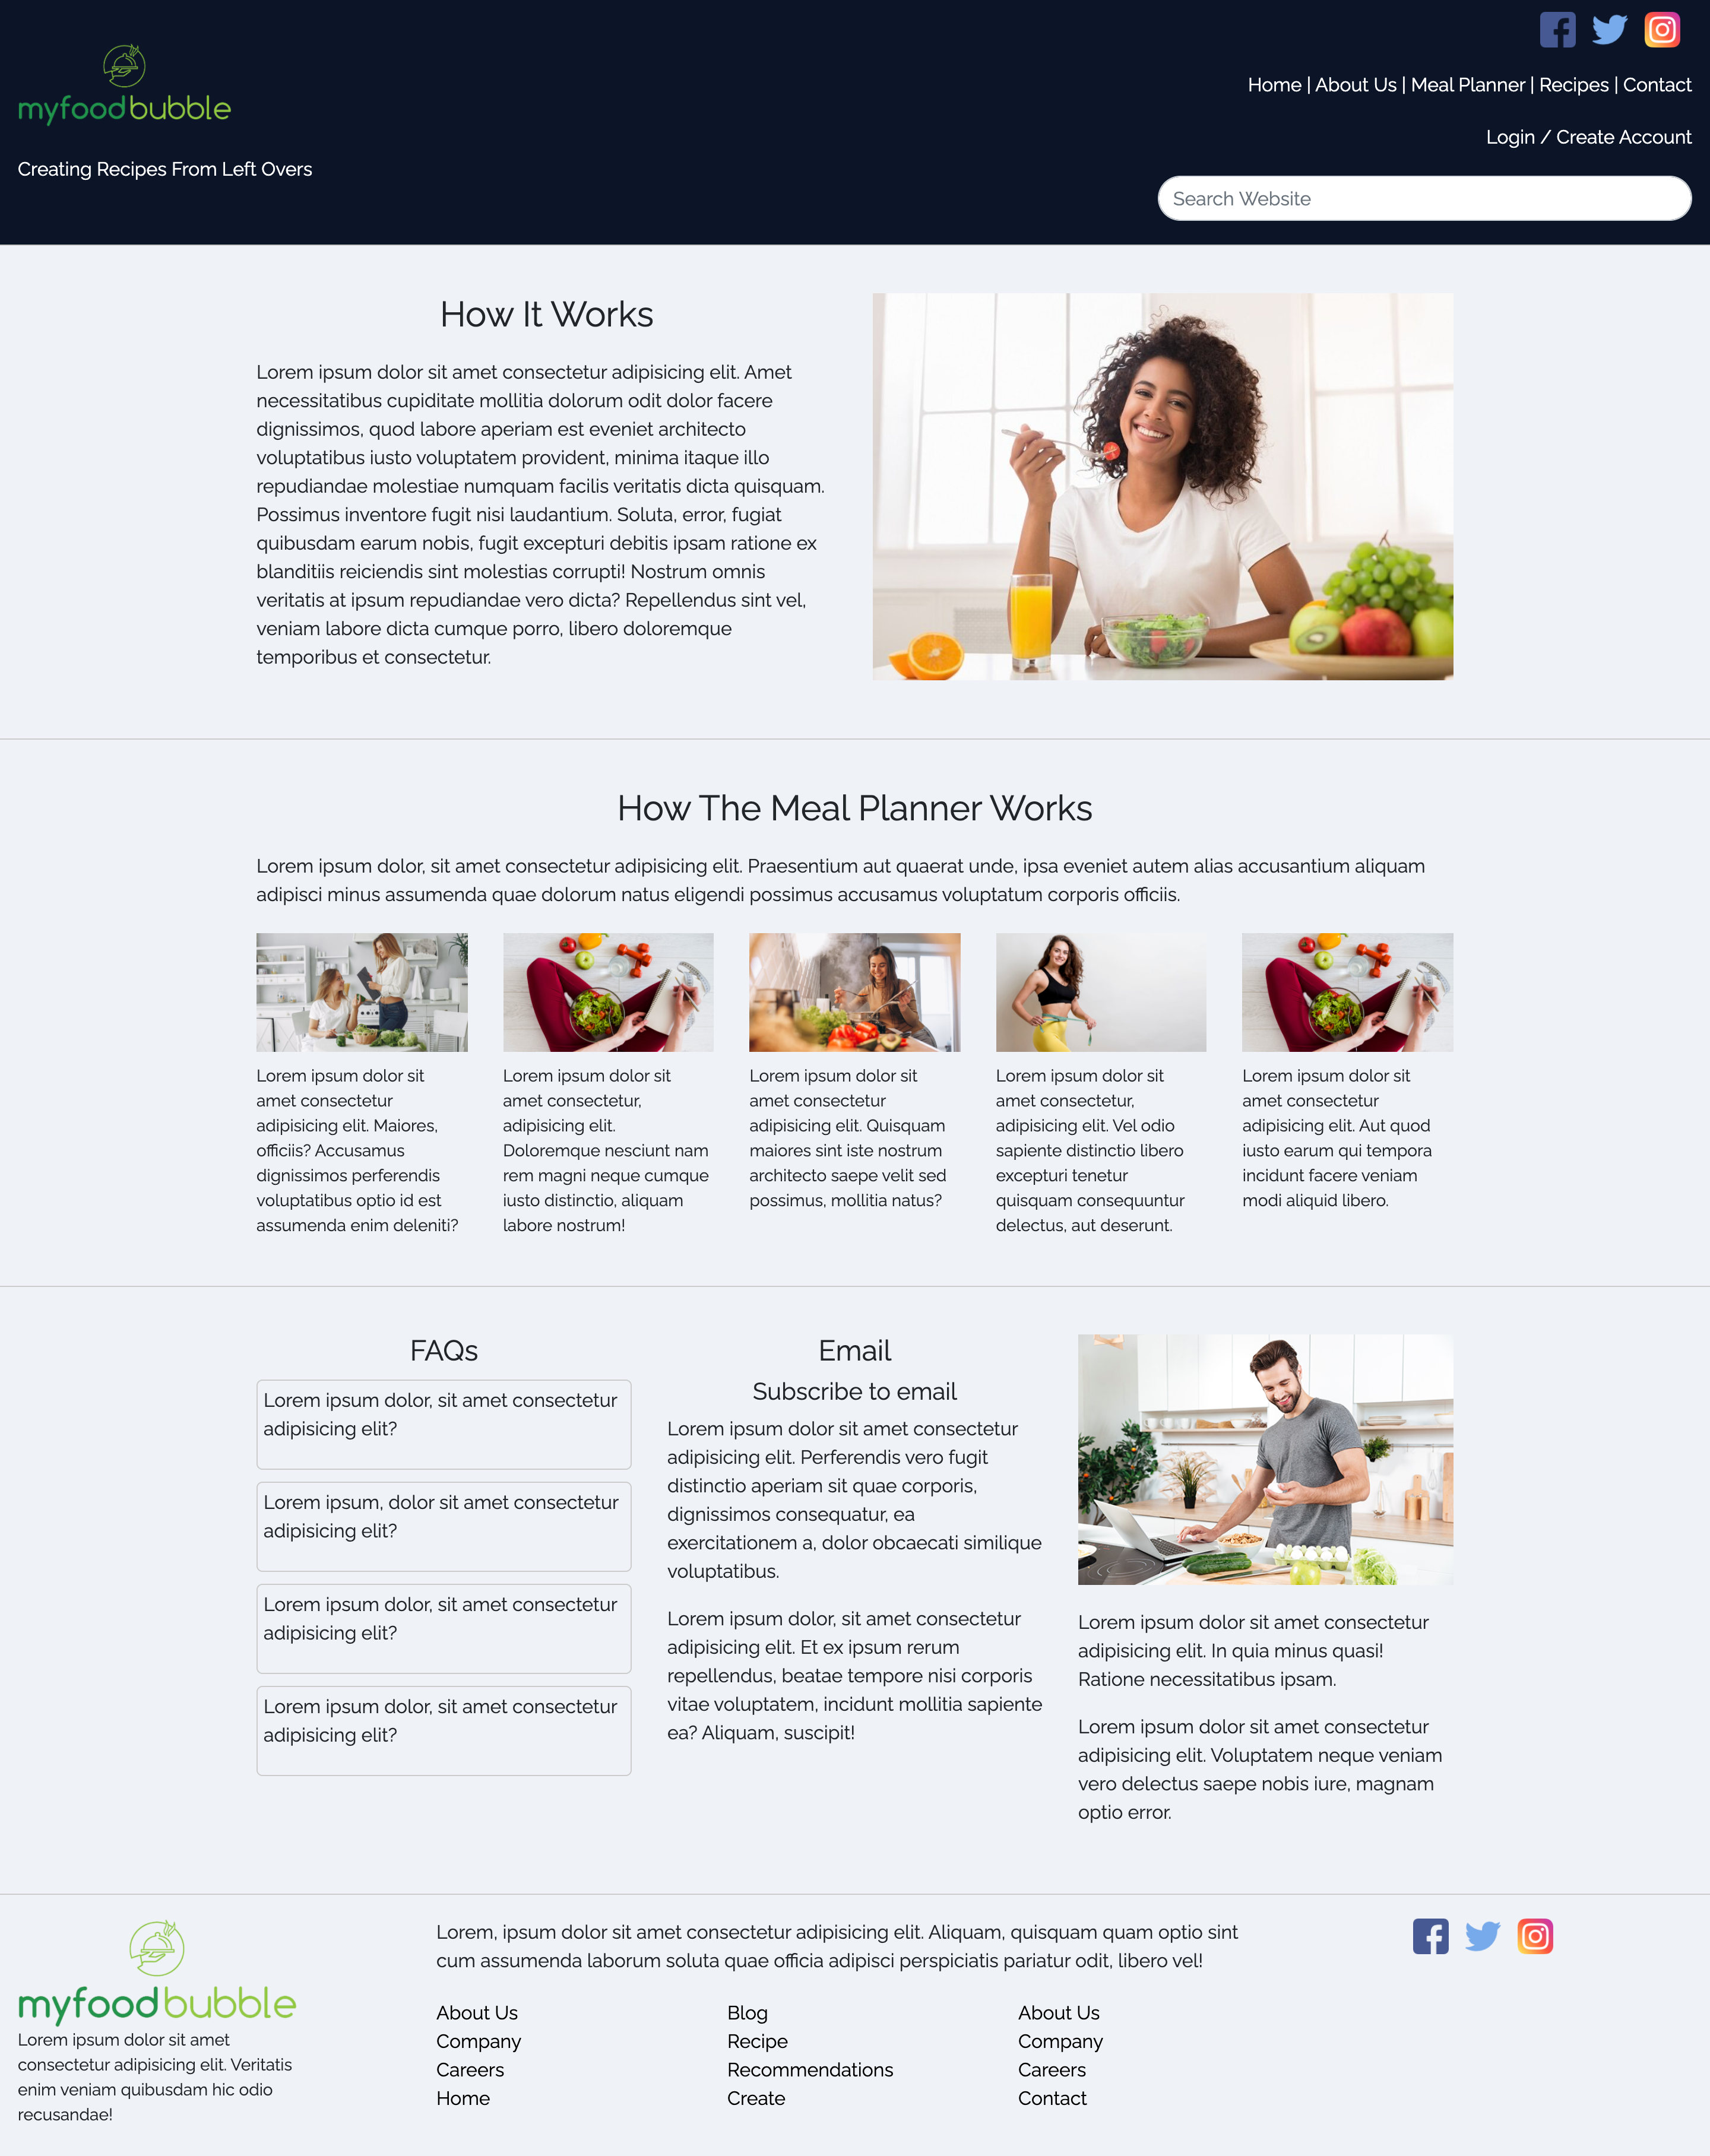 myfoodbubble
Creating Recipes From Left Overs
Home | About Us | Meal Planner | Recipes | Contact
Login / Create Account
Search Website
How It Works
Lorem ipsum dolor sit amet consectetur adipisicing elit. Amet
necessitatibus cupiditate mollitia dolorum odit dolor facere
dignissimos, quod labore aperiam est eveniet architecto
voluptatibus iusto voluptatem provident, minima itaque illo
repudiandae molestiae numquam facilis veritatis dicta quisquam.
Possimus inventore fugit nisi laudantium. Soluta, error, fugiat
quibusdam earum nobis, fugit excepturi debitis ipsam ratione ex
blanditiis reiciendis sint molestias corrupti! Nostrum omnis
veritatis at ipsum repudiandae vero dicta? Repellendus sint vel,
veniam labore dicta cumque porro, libero doloremque
temporibus et consectetur.
How The Meal Planner Works
Lorem ipsum dolor, sit amet consectetur adipisicing elit. Praesentium aut quaerat unde, ipsa eveniet autem alias accusantium aliquam
adipisci minus assumenda quae dolorum natus eligendi possimus accusamus voluptatum corporis officiis.
Lorem ipsum dolor sit
amet consectetur
adipisicing elit. Maiores,
officiis? Accusamus
dignissimos perferendis
voluptatibus optio id est
assumenda enim deleniti?
Lorem ipsum dolor sit
amet consectetur,
adipisicing elit.
Doloremque nesciunt nam
rem magni neque cumque
iusto distinctio, aliquam
labore nostrum!
Lorem ipsum dolor sit
amet consectetur
adipisicing elit. Quisquam
maiores sint iste nostrum
architecto saepe velit sed
possimus, mollitia natus?
Lorem ipsum dolor sit
amet consectetur,
adipisicing elit. Vel odio
sapiente distinctio libero
excepturi tenetur
quisquam consequuntur
delectus, aut deserunt.
Lorem ipsum dolor sit
amet consectetur
adipisicing elit. Aut quod
iusto earum qui tempora
incidunt facere veniam
modi aliquid libero.
FAQs
Lorem ipsum dolor, sit amet consectetur
adipisicing elit?
Lorem ipsum, dolor sit amet consectetur
adipisicing elit?
Lorem ipsum dolor, sit amet consectetur
adipisicing elit?
Lorem ipsum dolor, sit amet consectetur
adipisicing elit?
Email
Subscribe to email
Lorem ipsum dolor sit amet consectetur
adipisicing elit. Perferendis vero fugit
distinctio aperiam sit quae corporis,
dignissimos consequatur, ea
exercitationem a, dolor obcaecati similique
voluptatibus.
Lorem ipsum dolor, sit amet consectetur
adipisicing elit. Et ex ipsum rerum
repellendus, beatae tempore nisi corporis
vitae voluptatem, incidunt mollitia sapiente
ea? Aliquam, suscipit!
Lorem ipsum dolor sit amet consectetur
adipisicing elit. In quia minus quasi!
Ratione necessitatibus ipsam.
Lorem ipsum dolor sit amet consectetur
adipisicing elit. Voluptatem neque veniam
vero delectus saepe nobis iure, magnam
optio error.
myfoodbubble
Lorem ipsum dolor sit amet
consectetur adipisicing elit. Veritatis
enim veniam quibusdam hic odio
recusandae!
Lorem, ipsum dolor sit amet consectetur adipisicing elit. Aliquam, quisquam quam optio sint
cum assumenda laborum soluta quae officia adipisci perspiciatis pariatur odit, libero vel!
About Us
Company
Careers
Home
Blog
Recipe
Recommendations
Create
About Us
Company
Careers
Contact